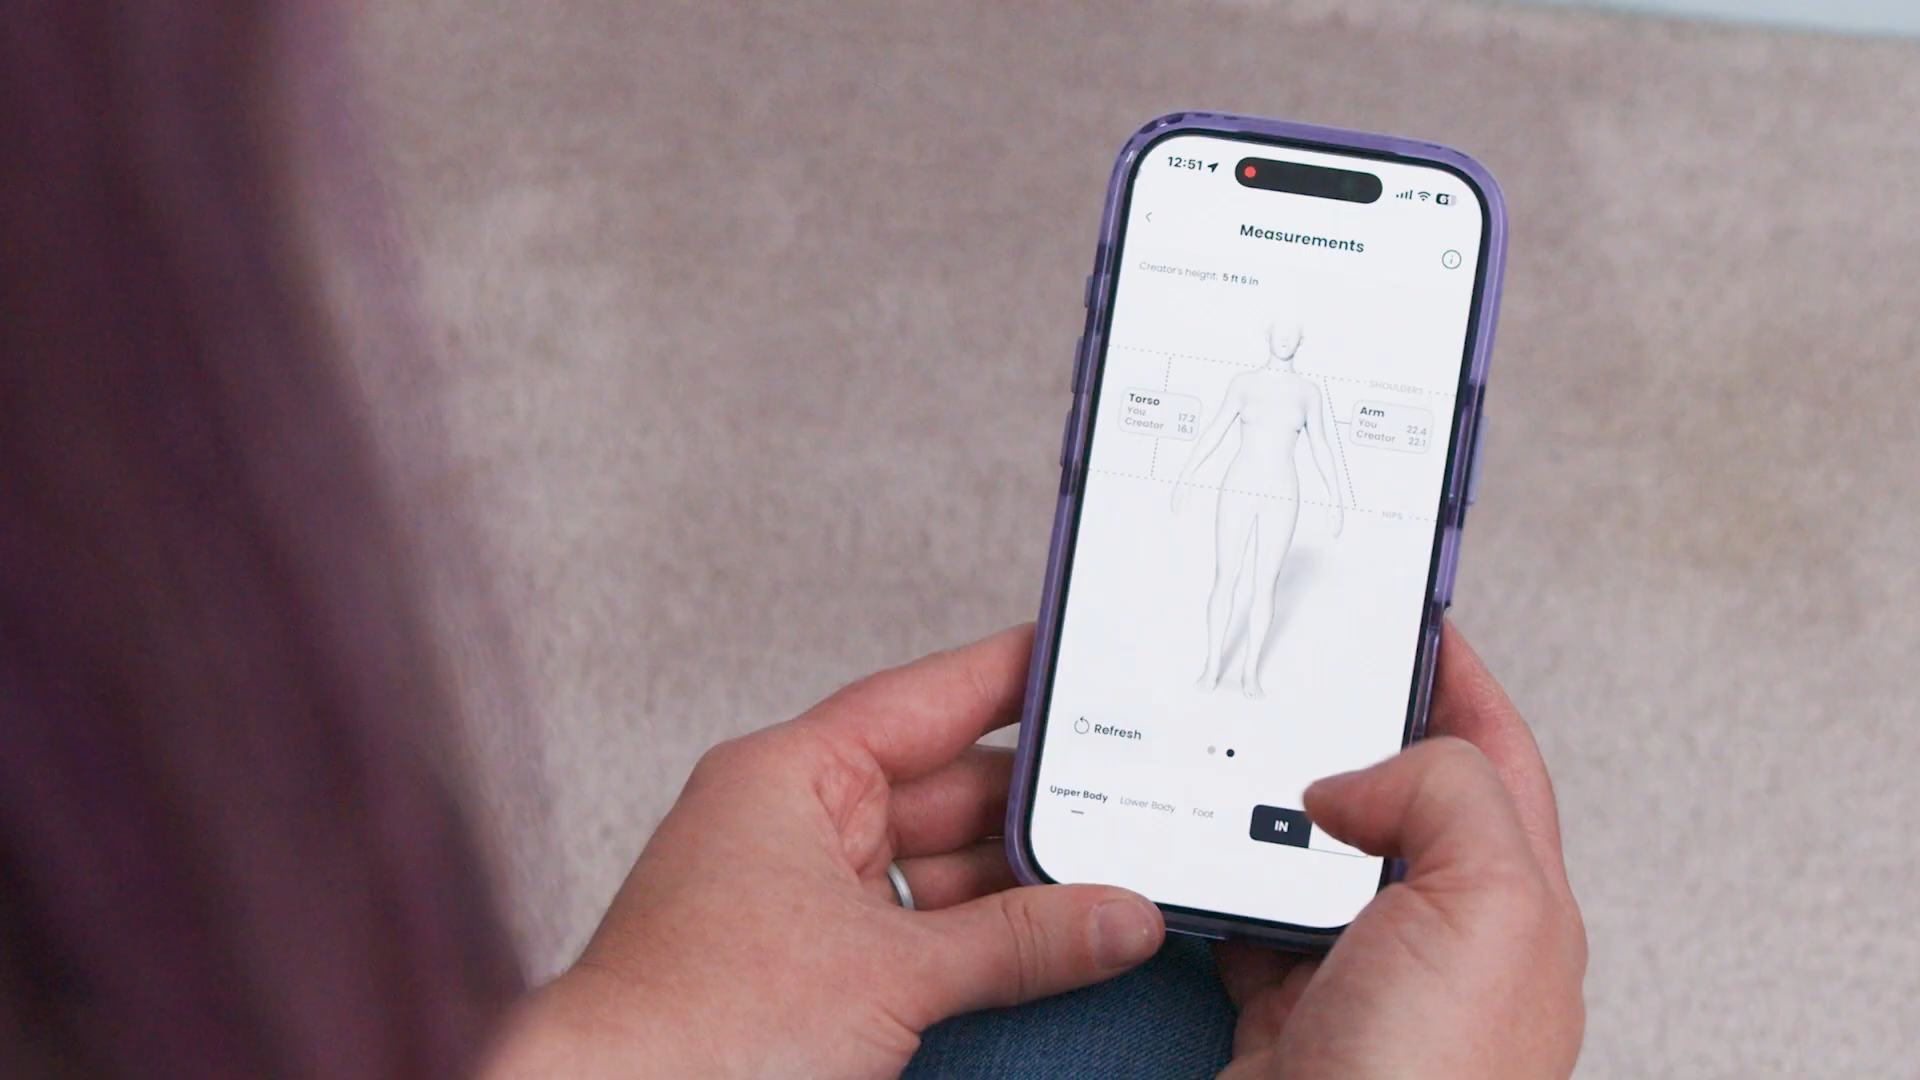 12:51
Measurements
Creator's height: 5 ft 6 in
SHOULDERS
Torso
You 17.2
Creator 16.1
Arm
You 22.4
Creator 22.1
HIPS
Refresh
Upper Body Lower Body Foot
IN